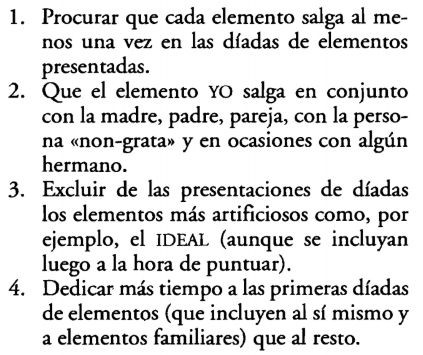 1. Procurar que cada elemento salga al me-
nos una vez en las díadas de elementos
presentadas.
2. Que el elemento YO salga en conjunto
con la madre, padre, pareja, con la perso-
na «non-grata» y en ocasiones con algún
hermano.
3. Excluir de las presentaciones de díadas
los elementos más artificiosos como, por
ejemplo, el IDEAL (aunque se incluyan
luego a la hora de puntuar).
4. Dedicar más tiempo a las primeras díadas
de elementos (que incluyen al sí mismo y
a elementos familiares) que al resto.